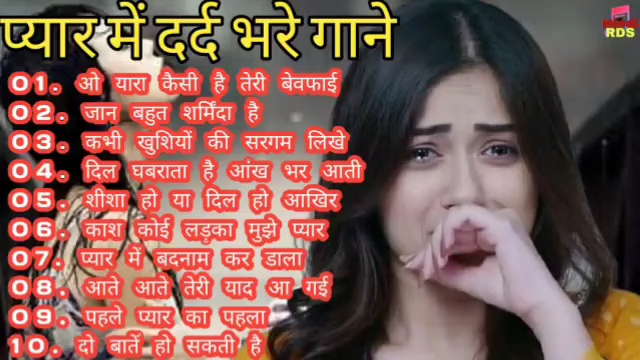 प्यार में दर्द भरे गाने
RDS
01. ओ यारा कैसी है तेरी बेवफाई
02. जान बहुत शर्मिंदा है
03. कभी खुशियों की सरगम लिखे
04. दिल घबराता है आंख भर आती
05. शीशा हो या दिल हो आखिर
06. काश कोई लड़का मुझे प्यार
07. प्यार में बदनाम कर डाला
08. आते आते तेरी याद आ गई
09. पहले प्यार का पहला
10. दो बातें हो सकती है